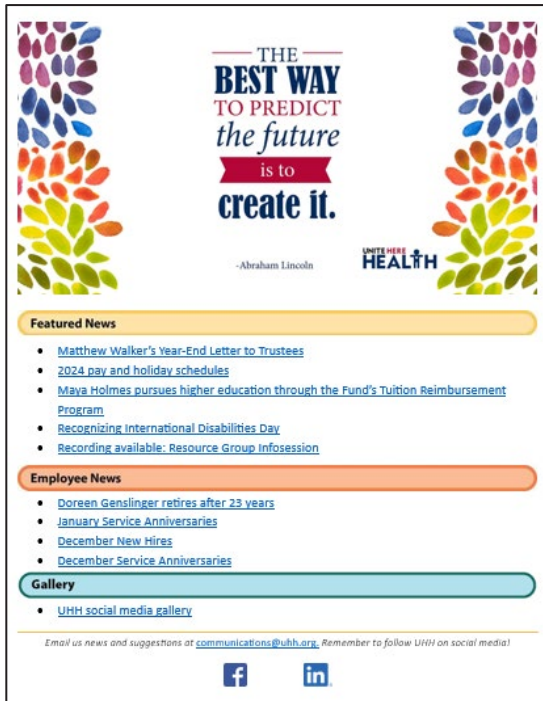 THE
BEST WAY
TO PREDICT
the future
is to
create it.
-Abraham Lincoln
UNITE HERE
HEALTH
Featured News
• Matthew Walker's Year-End Letter to Trustees
• 2024 pay and holiday schedules
• Maya Holmes pursues higher education through the Fund's Tuition Reimbursement
Program
• Recognizing International Disabilities Day
• Recording available: Resource Group Infosession
Employee News
• Doreen Genslinger retires after 23 years
• January Service Anniversaries
• December New Hires
• December Service Anniversaries
Gallery
• UHH social media gallery
Email us news and suggestions at communications@uhh.org. Remember to follow UHH on social media!
f in